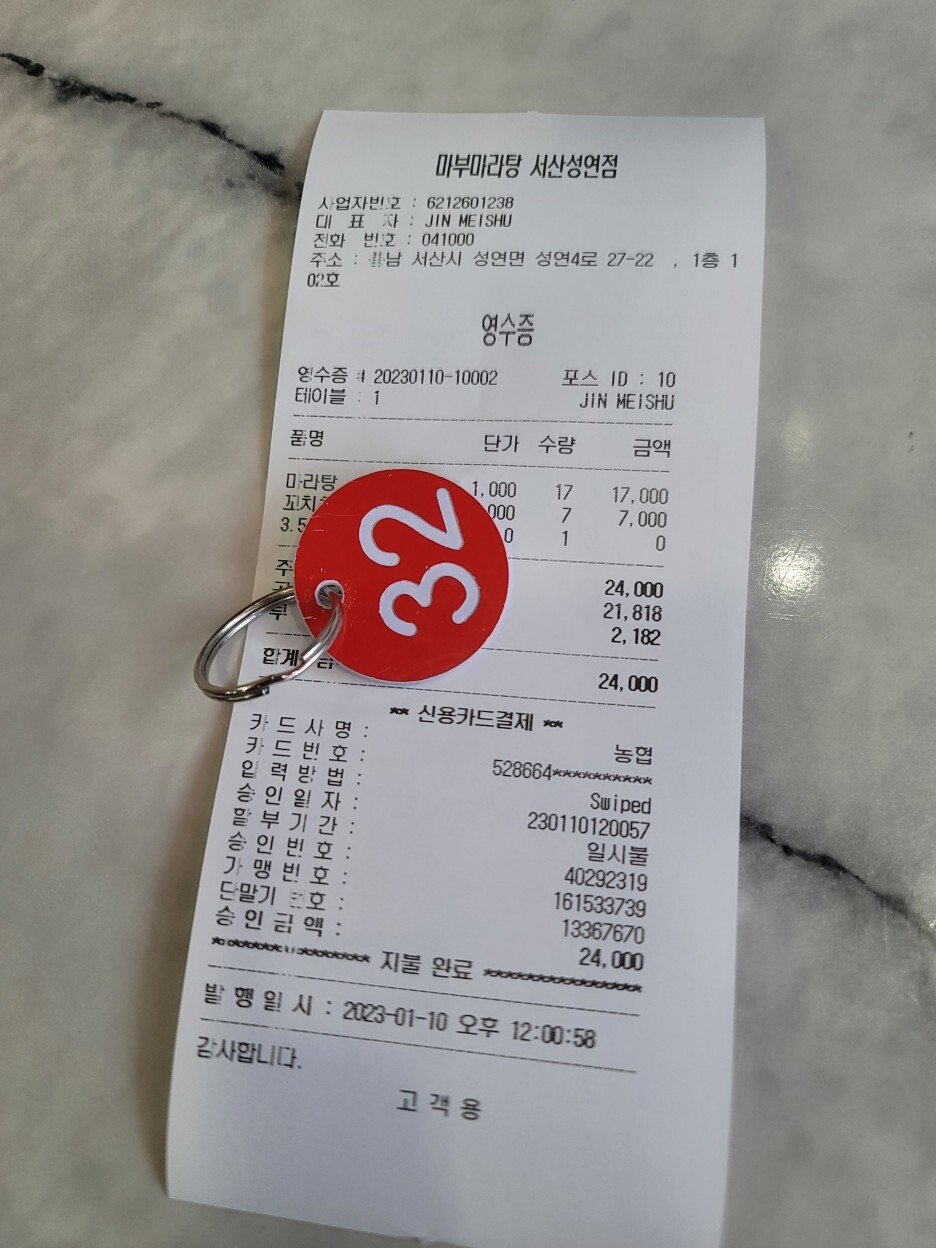 마부마라탕 서산성연점
사업자번호 : 6212601238
대 표 자 : JIN MEISHU
전화 번호 : 041000
주소 : 충남 서산시 성연면 성연4로 27-22 , 1층 1
02호
영수증
영수증 # 20230110-10002 포스 ID : 10
테이블 : 1 JIN MEISHU
품명 단가 수량 금액
마라탕 1,000 17 17,000
7 7,000
1 0
24,000
21,818
2,182
24,000
32
** 신용카드결제 **
카 드 사 명 : 농협
카 드 번 호 : 528664**********
입 력 방 법 : Swiped
승 인 일 자 : 230110120057
할 부 기 간 : 일시불
승 인 번 호 : 40292319
가 맹 번 호 : 161533739
단말기 번호 : 13367670
승 인 금 액 : 24,000
***************** 지불 완료 *****************
발 행 일 시 : 2023-01-10 오후 12:00:58
감사합니다.
고 객 용